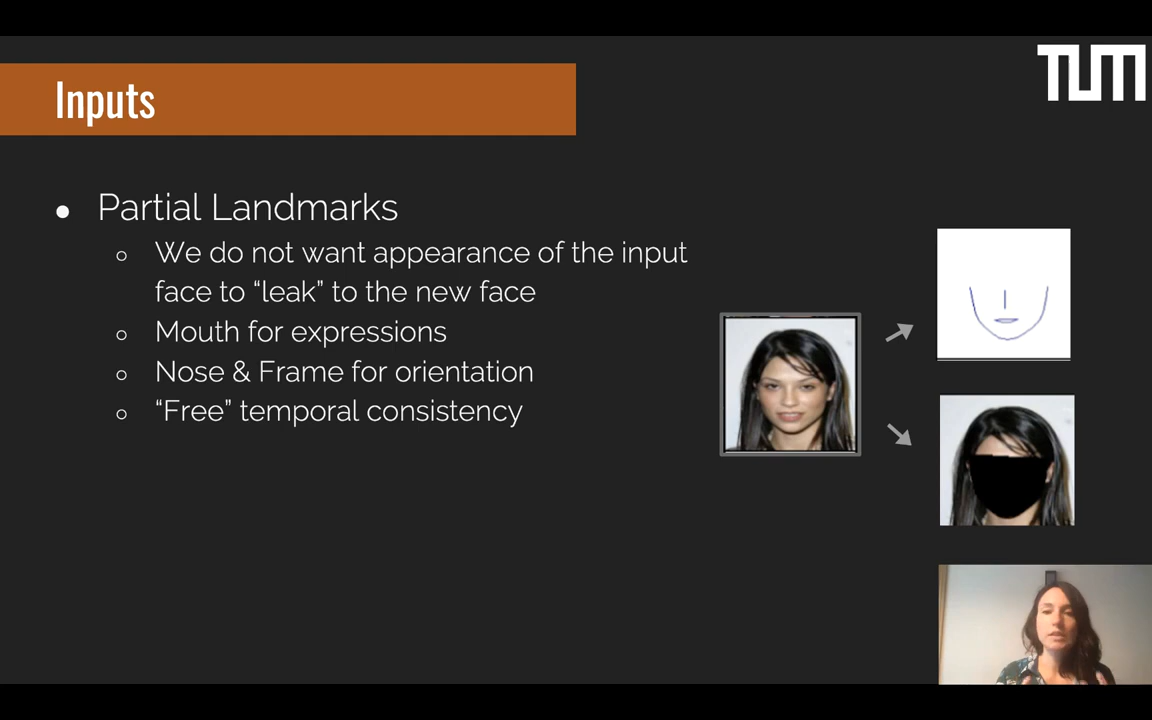 TUM
Inputs
● Partial Landmarks
○ We do not want appearance of the input
face to “leak” to the new face
○ Mouth for expressions
○ Nose & Frame for orientation
○ “Free” temporal consistency